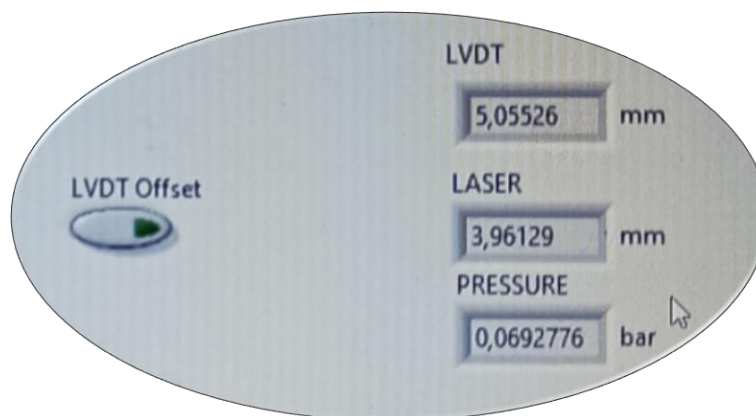 LVDT
5,05526 mm
LVDT Offset
LASER
3,96129 mm
PRESSURE
0,0692776 bar